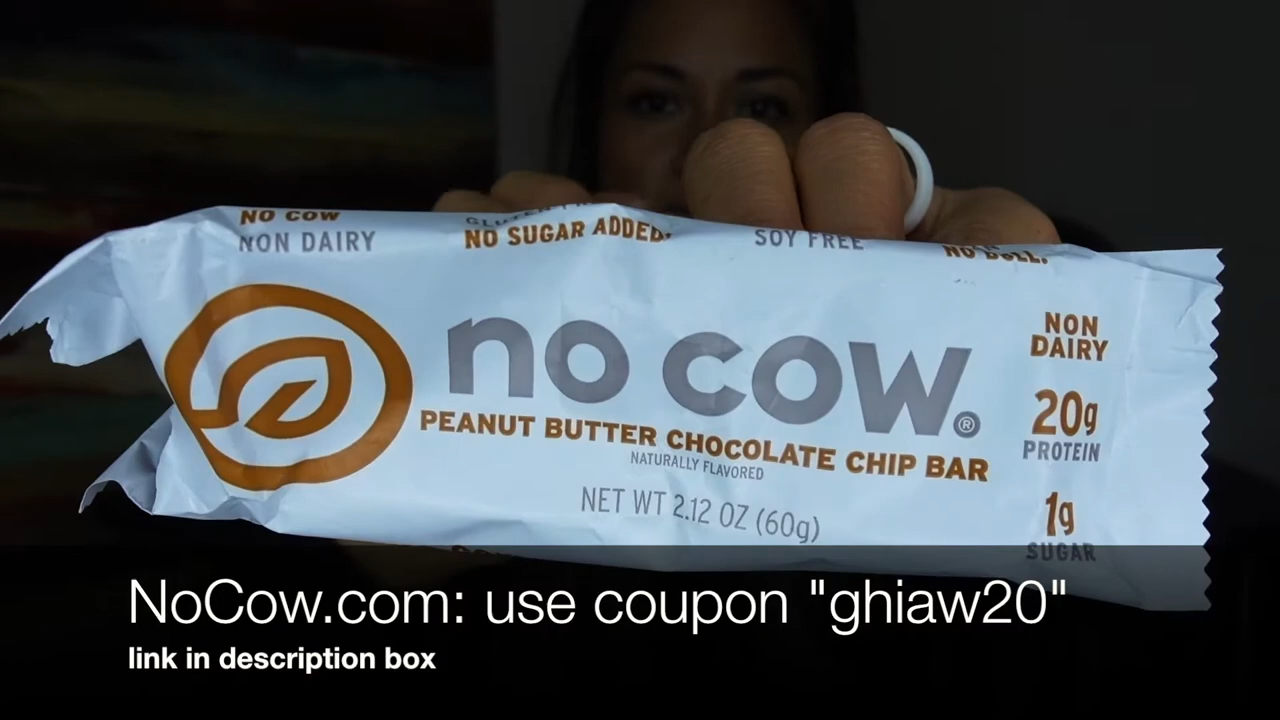 NO COW
NON DAIRY
NO SUGAR ADDED!
SOY FREE
NO BULL.
no cow.®
PEANUT BUTTER CHOCOLATE CHIP BAR
NATURALLY FLAVORED
NET WT 2.12 OZ (60g)
NON
DAIRY
20g
PROTEIN
1g
SUGAR
NoCow.com: use coupon "ghiaw20"
link in description box